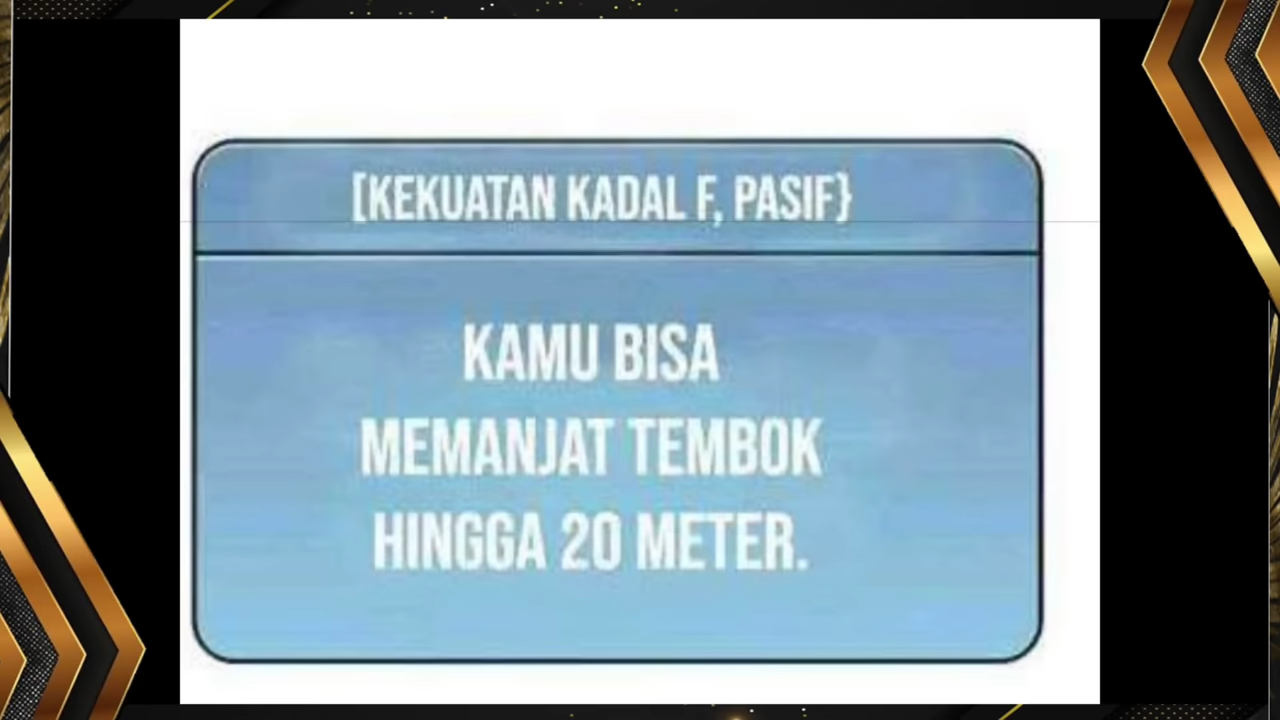 [KEKUATAN KADAL F, PASIF}
KAMU BISA
MEMANJAT TEMBOK
HINGGA 20 METER.